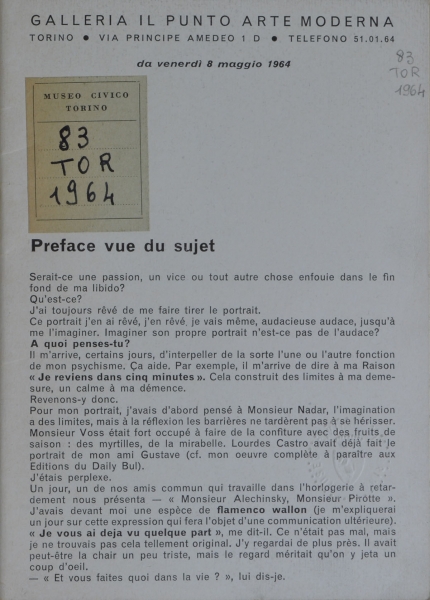 GALLERIA IL PUNTO ARTE MODERNA
TORINO ● VIA PRINCIPE AMEDEO 1 D ● TELEFONO 51.01.64
da venerdì 8 maggio 1964
83
TOR
1964
MUSEO CIVICO
TORINO
83
TOR
1964
Preface vue du sujet
Serait-ce une passion, un vice ou tout autre chose enfouie dans le fin
fond de ma libido?
Qu'est-ce?
J'ai toujours rêvé de me faire tirer le portrait.
Ce portrait j'en ai rêvé, j'en rêvé, je vais même, audacieuse audace, jusqu'à
me l'imaginer. Imaginer son propre portrait n'est-ce pas de l'audace?
A quoi penses-tu?
Il m'arrive, certains jours, d'interpeller de la sorte l'une ou l'autre fonction
de mon psychisme. Ça aide. Par exemple, il m'arrive de dire à ma Raison
« Je reviens dans cinq minutes ». Cela construit des limites à ma deme-
sure, un calme à ma démence.
Revenons-y donc.
Pour mon portrait, j'avais d'abord pensé à Monsieur Nadar, l'imagination
a des limites, mais à la réflexion les barrières ne tardèrent pas à se hérisser.
Monsieur Voss était fort occupé à faire de la confiture avec des fruits de
saison : des myrtilles, de la mirabelle. Lourdes Castro avait déjà fait le
portrait de mon ami Gustave (cf. mon oeuvre complète à paraître aux
Editions du Daily Bul).
J'étais perplexe.
Un jour, un de nos amis commun qui travaille dans l'horlogerie à retar-
dement nous présenta — « Monsieur Alechinsky, Monsieur Pirotte ».
J'avais devant moi une espèce de flamenco wallon (je m'expliquerai
un jour sur cette expression qui fera l'objet d'une communication ultérieure).
« Je vous ai deja vu quelque part », me dit-il. Ce n'était pas mal, mais
je ne trouvais pas cela tellement original. J'y regardai de plus près. Il avait
peut-être la chair un peu triste, mais le regard méritait qu'on y jeta un
coup d'oeil.
— « Et vous faites quoi dans la vie ? », lui dis-je.